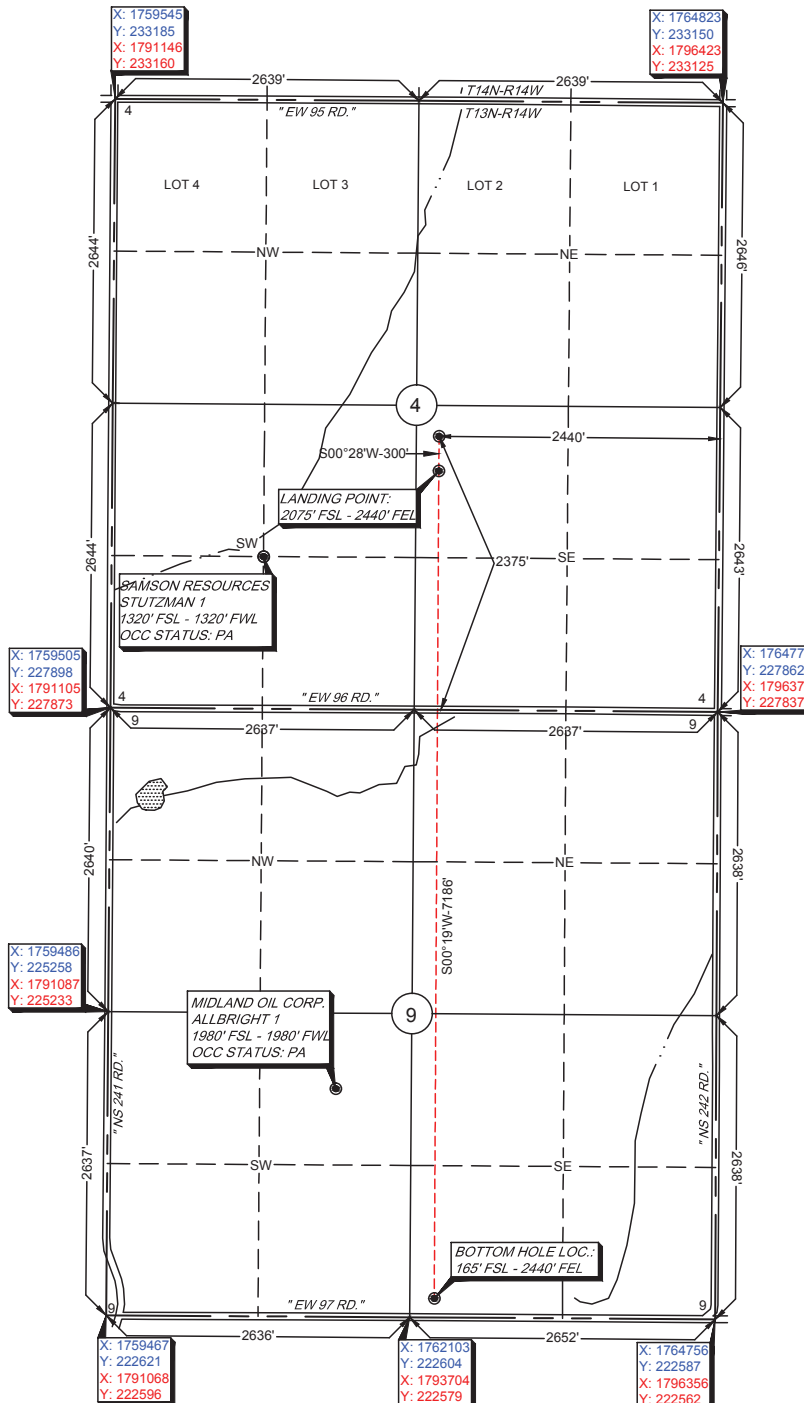 X: 1759545
Y: 233185
X: 1791146
Y: 233160
X: 1764823
Y: 233150
X: 1796423
Y: 233125
2639'
2639'
T14N-R14W
"EW 95 RD."
T13N-R14W
4
LOT 4
LOT 3
LOT 2
LOT 1
2644'
NW
NE
2646'
4
2440'
S00°28'W-300'
LANDING POINT:
2075' FSL - 2440' FEL
SW
2644'
2375'
SE
2643'
SAMSON RESOURCES
STUTZMAN 1
1320' FSL - 1320' FWL
OCC STATUS: PA
X: 1759505
Y: 227898
X: 1791105
Y: 227873
X: 176477
Y: 227862
X: 179637
Y: 227837
4
"EW 96 RD."
4
9
2637'
2637'
9
2640'
NW
NE
2638'
S00°19'W-7186'
X: 1759486
Y: 225258
X: 1791087
Y: 225233
MIDLAND OIL CORP.
ALLBRIGHT 1
1980' FSL - 1980' FWL
OCC STATUS: PA
9
"NS 241 RD."
"NS 242 RD."
2637'
SW
SE
2638'
BOTTOM HOLE LOC.:
165' FSL - 2440' FEL
9
"EW 97 RD."
9
2636'
2652'
X: 1759467
Y: 222621
X: 1791068
Y: 222596
X: 1762103
Y: 222604
X: 1793704
Y: 222579
X: 1764756
Y: 222587
X: 1796356
Y: 222562